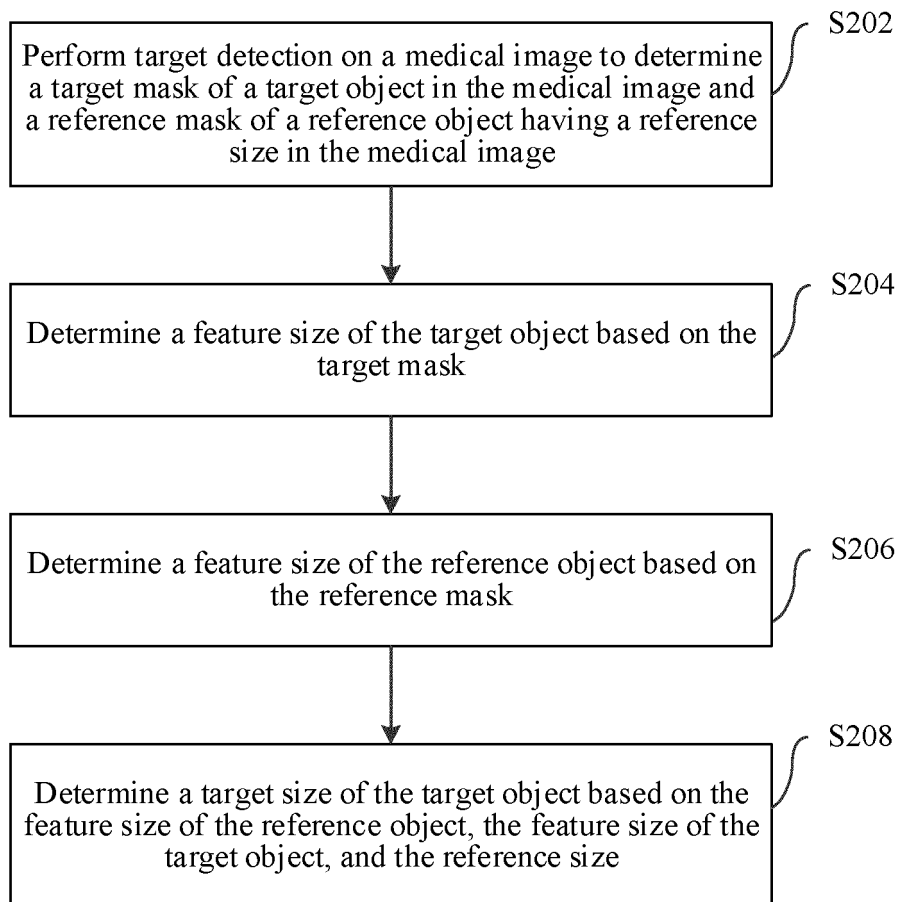 S202
Perform target detection on a medical image to determine
a target mask of a target object in the medical image and
a reference mask of a reference object having a reference
size in the medical image
S204
Determine a feature size of the target object based on the
target mask
S206
Determine a feature size of the reference object based on
the reference mask
S208
Determine a target size of the target object based on the
feature size of the reference object, the feature size of the
target object, and the reference size